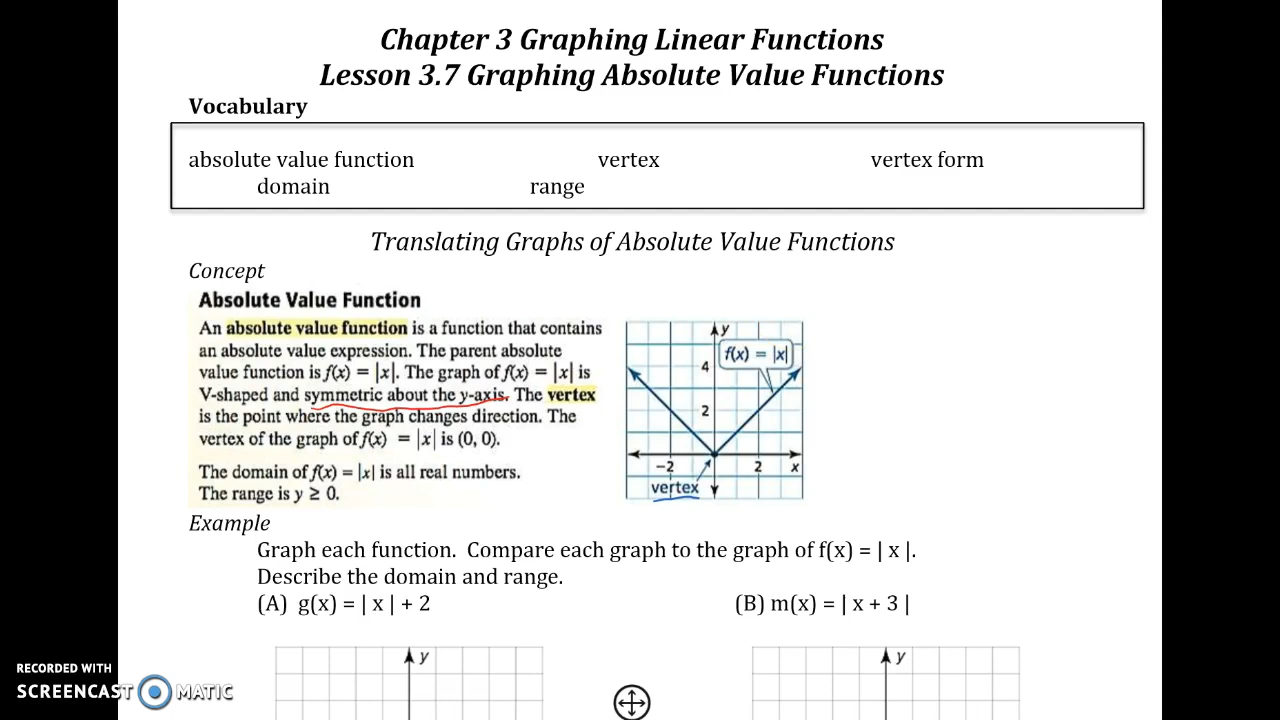 Chapter 3 Graphing Linear Functions
Lesson 3.7 Graphing Absolute Value Functions
Vocabulary
absolute value function vertex vertex form
domain range
Translating Graphs of Absolute Value Functions
Concept
Absolute Value Function
An absolute value function is a function that contains
an absolute value expression. The parent absolute
value function is f(x) = |x|. The graph of f(x) = |x| is
V-shaped and symmetric about the y-axis. The vertex
is the point where the graph changes direction. The
vertex of the graph of f(x) = |x| is (0, 0).
The domain of f(x) = |x| is all real numbers.
The range is y ≥ 0.
y
f(x) = |x|
4
2
-2 2 x
vertex
Example
Graph each function. Compare each graph to the graph of f(x) = | x |.
Describe the domain and range.
(A) g(x) = | x | + 2 (B) m(x) = | x + 3 |
y y
RECORDED WITH
SCREENCAST MATIC